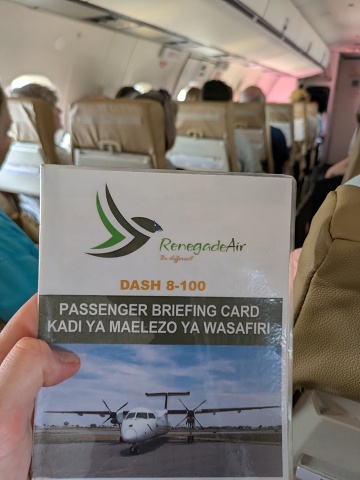 RenegadeAir
Be different
DASH 8-100
PASSENGER BRIEFING CARD
KADI YA MAELEZO YA WASAFIRI